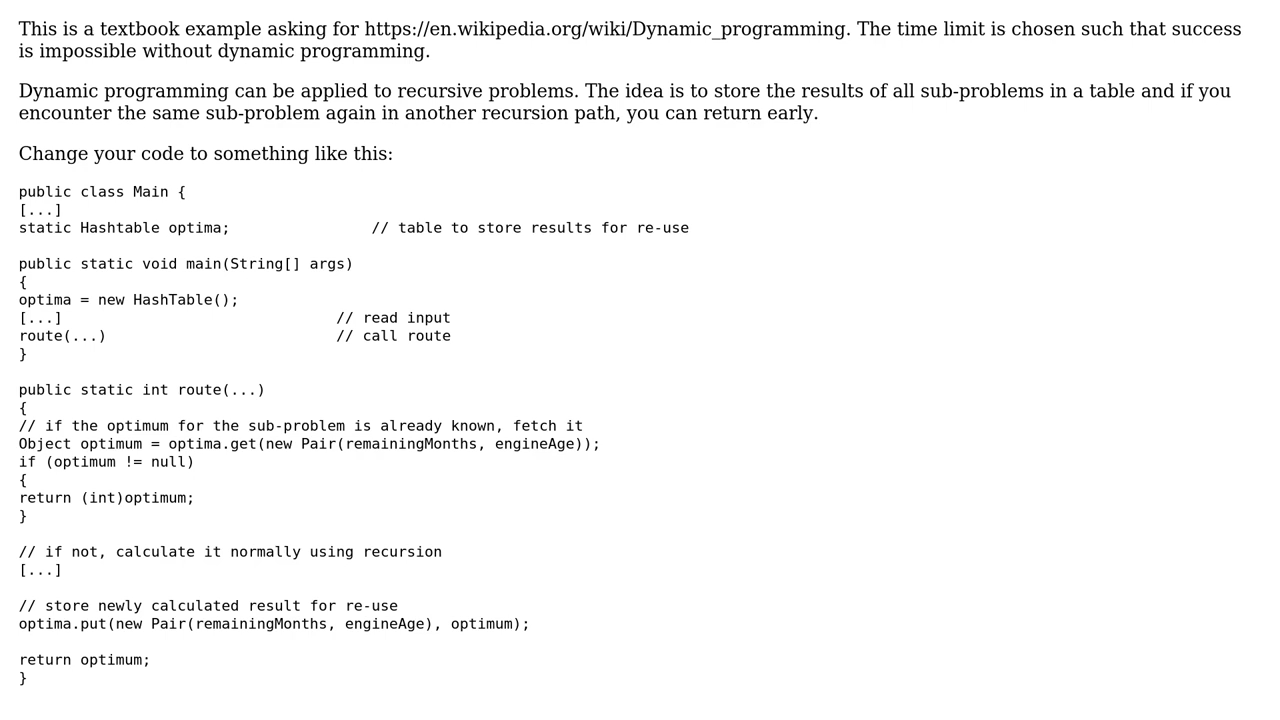 This is a textbook example asking for https://en.wikipedia.org/wiki/Dynamic_programming. The time limit is chosen such that success
is impossible without dynamic programming.
Dynamic programming can be applied to recursive problems. The idea is to store the results of all sub-problems in a table and if you
encounter the same sub-problem again in another recursion path, you can return early.
Change your code to something like this:
public class Main {
[...]
static Hashtable optima;                // table to store results for re-use
public static void main(String[] args)
{
optima = new HashTable();
[...]                               // read input
route(...)                          // call route
}
public static int route(...)
{
// if the optimum for the sub-problem is already known, fetch it
Object optimum = optima.get(new Pair(remainingMonths, engineAge));
if (optimum != null)
{
return (int)optimum;
}
// if not, calculate it normally using recursion
[...]
// store newly calculated result for re-use
optima.put(new Pair(remainingMonths, engineAge), optimum);
return optimum;
}